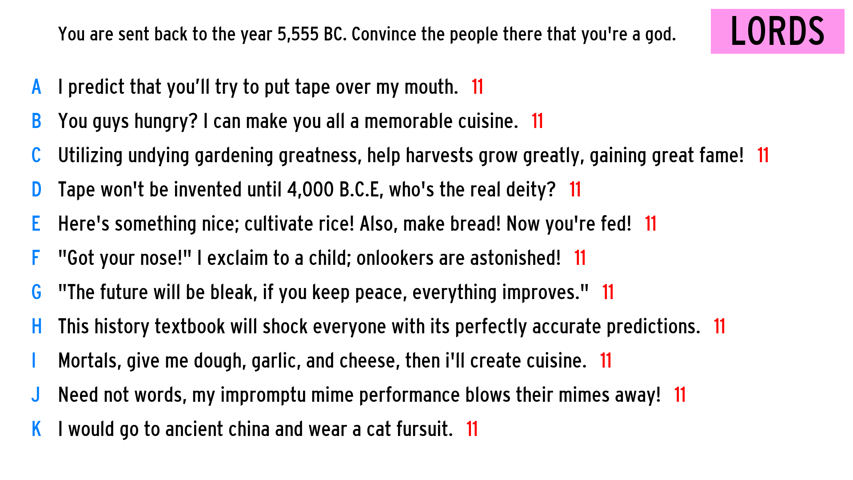 You are sent back to the year 5,555 BC. Convince the people there that you're a god.
LORDS
A I predict that you’ll try to put tape over my mouth. 11
B You guys hungry? I can make you all a memorable cuisine. 11
C Utilizing undying gardening greatness, help harvests grow greatly, gaining great fame! 11
D Tape won't be invented until 4,000 B.C.E, who's the real deity? 11
E Here's something nice; cultivate rice! Also, make bread! Now you're fed! 11
F "Got your nose!" I exclaim to a child; onlookers are astonished! 11
G "The future will be bleak, if you keep peace, everything improves." 11
H This history textbook will shock everyone with its perfectly accurate predictions. 11
I Mortals, give me dough, garlic, and cheese, then i'll create cuisine. 11
J Need not words, my impromptu mime performance blows their mimes away! 11
K I would go to ancient china and wear a cat fursuit. 11